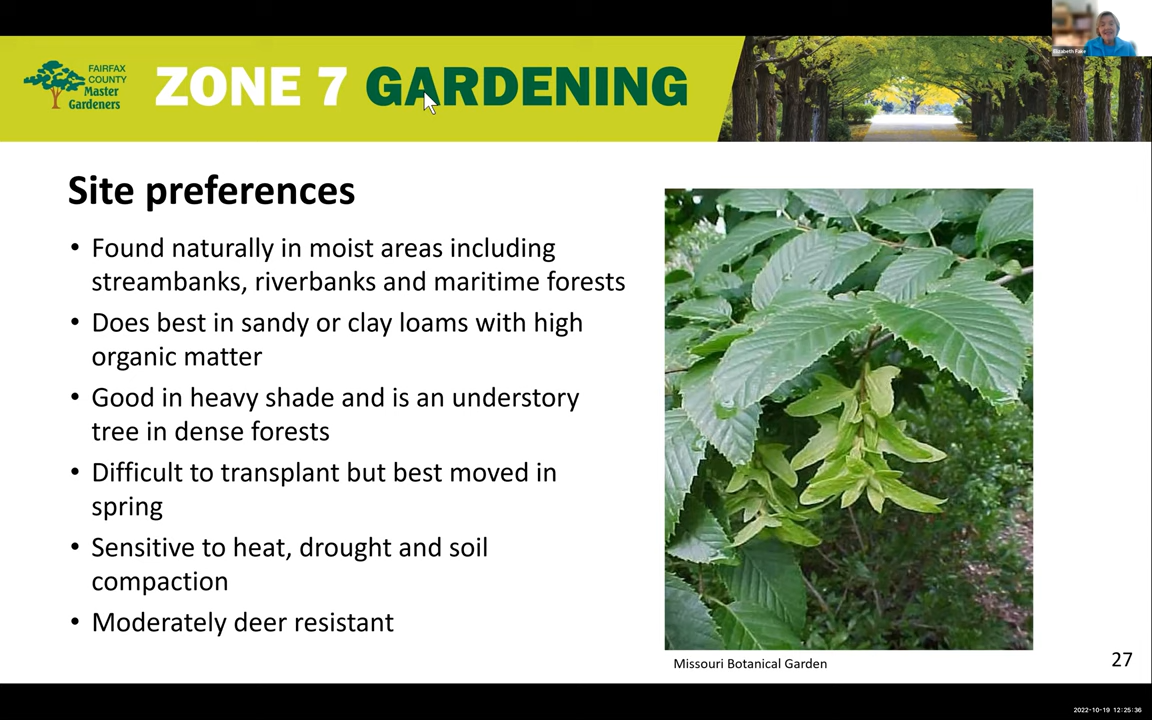 Elizabeth Fake
FAIRFAX
COUNTY
Master
Gardeners
ZONE 7 GARDENING
Site preferences
• Found naturally in moist areas including
streambanks, riverbanks and maritime forests
• Does best in sandy or clay loams with high
organic matter
• Good in heavy shade and is an understory
tree in dense forests
• Difficult to transplant but best moved in
spring
• Sensitive to heat, drought and soil
compaction
• Moderately deer resistant
Missouri Botanical Garden
27
2022-10-19 12:25:36